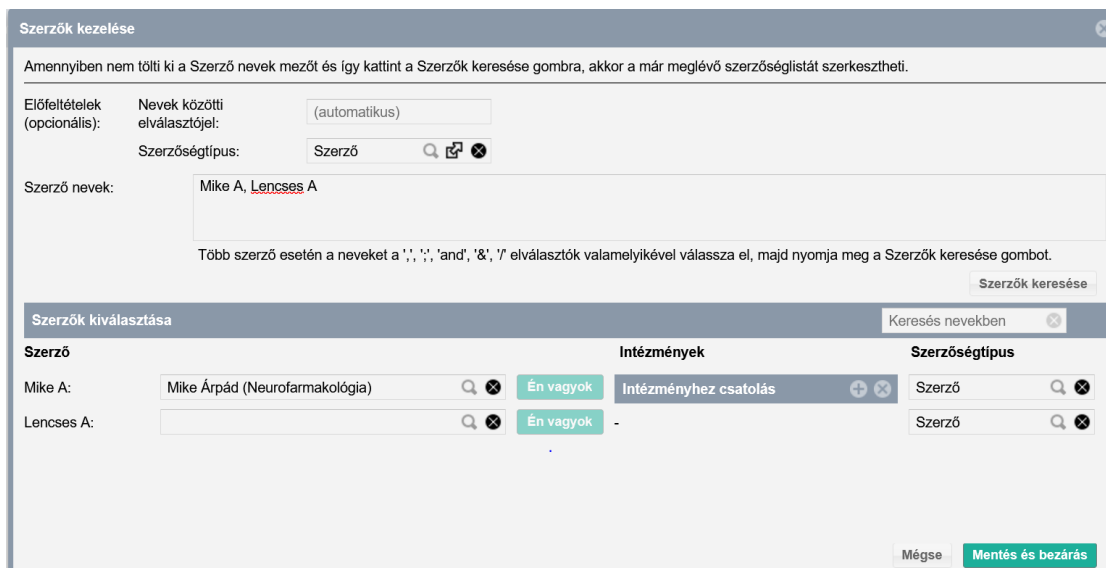 Szerzők kezelése
Amennyiben nem tölti ki a Szerző nevek mezőt és így kattint a Szerzők keresése gombra, akkor a már meglévő szerzőséglistát szerkesztheti.
Előfeltételek (opcionális):
Nevek közötti elválasztójel:
(automatikus)
Szerzőségtípus:
Szerző
Szerző nevek:
Mike A, Lencses A
Több szerző esetén a neveket a ',', ';', 'and', '&', '/' elválasztók valamelyikével válassza el, majd nyomja meg a Szerzők keresése gombot.
Szerzők keresése
Szerzők kiválasztása
Keresés nevekben
Szerző Intézmények Szerzőségtípus
Mike A: Mike Árpád (Neurofarmakológia) Én vagyok Intézményhez csatolás Szerző
Lencses A: Én vagyok - Szerző
Mégse Mentés és bezárás